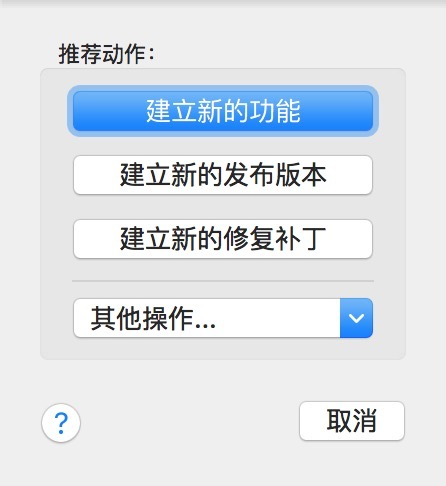 推荐动作：
建立新的功能
建立新的发布版本
建立新的修复补丁
其他操作...
?
取消